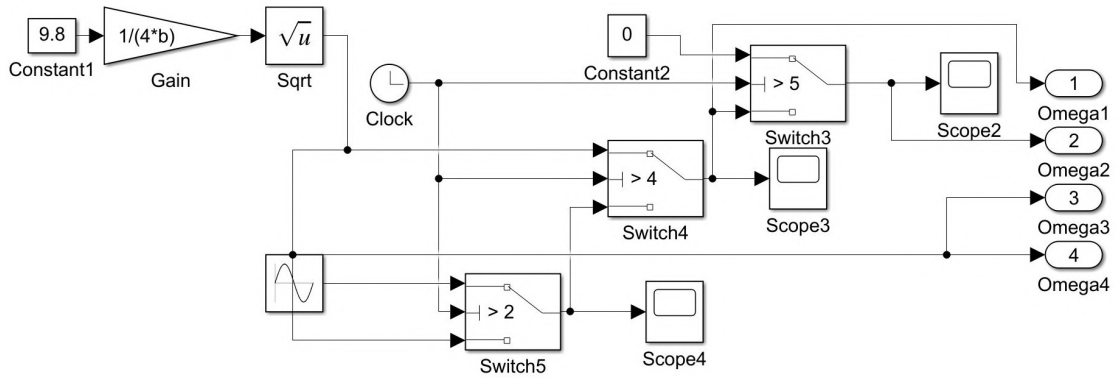 9.8
Constant1
1/(4*b)
Gain
√u
Sqrt
Clock
0
Constant2
> 5
Switch3
Scope2
1
Omega1
2
Omega2
3
Omega3
4
Omega4
> 4
Switch4
Scope3
> 2
Switch5
Scope4